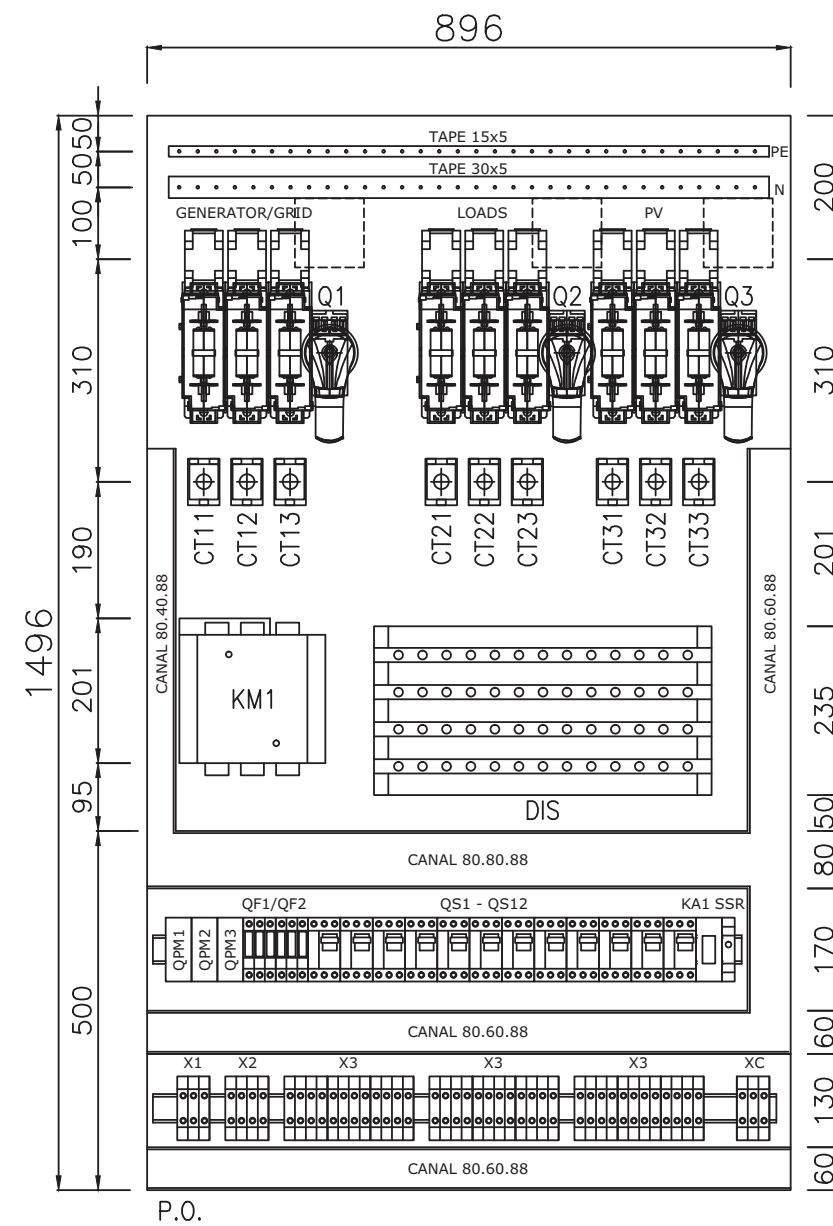 896
TAPE 15x5
PE
TAPE 30x5
N
GENERATOR/GRID
LOADS
PV
Q1
Q2
Q3
CT11
CT12
CT13
CT21
CT22
CT23
CT31
CT32
CT33
CANAL 80.40.88
CANAL 80.60.88
KM1
DIS
CANAL 80.80.88
QF1/QF2
QS1 - QS12
KA1 SSR
QPM1
QPM2
QPM3
CANAL 80.60.88
X1
X2
X3
X3
X3
XC
CANAL 80.60.88
P.O.
1496
50
50
100
310
190
201
95
500
200
310
201
235
50
80
170
60
130
60